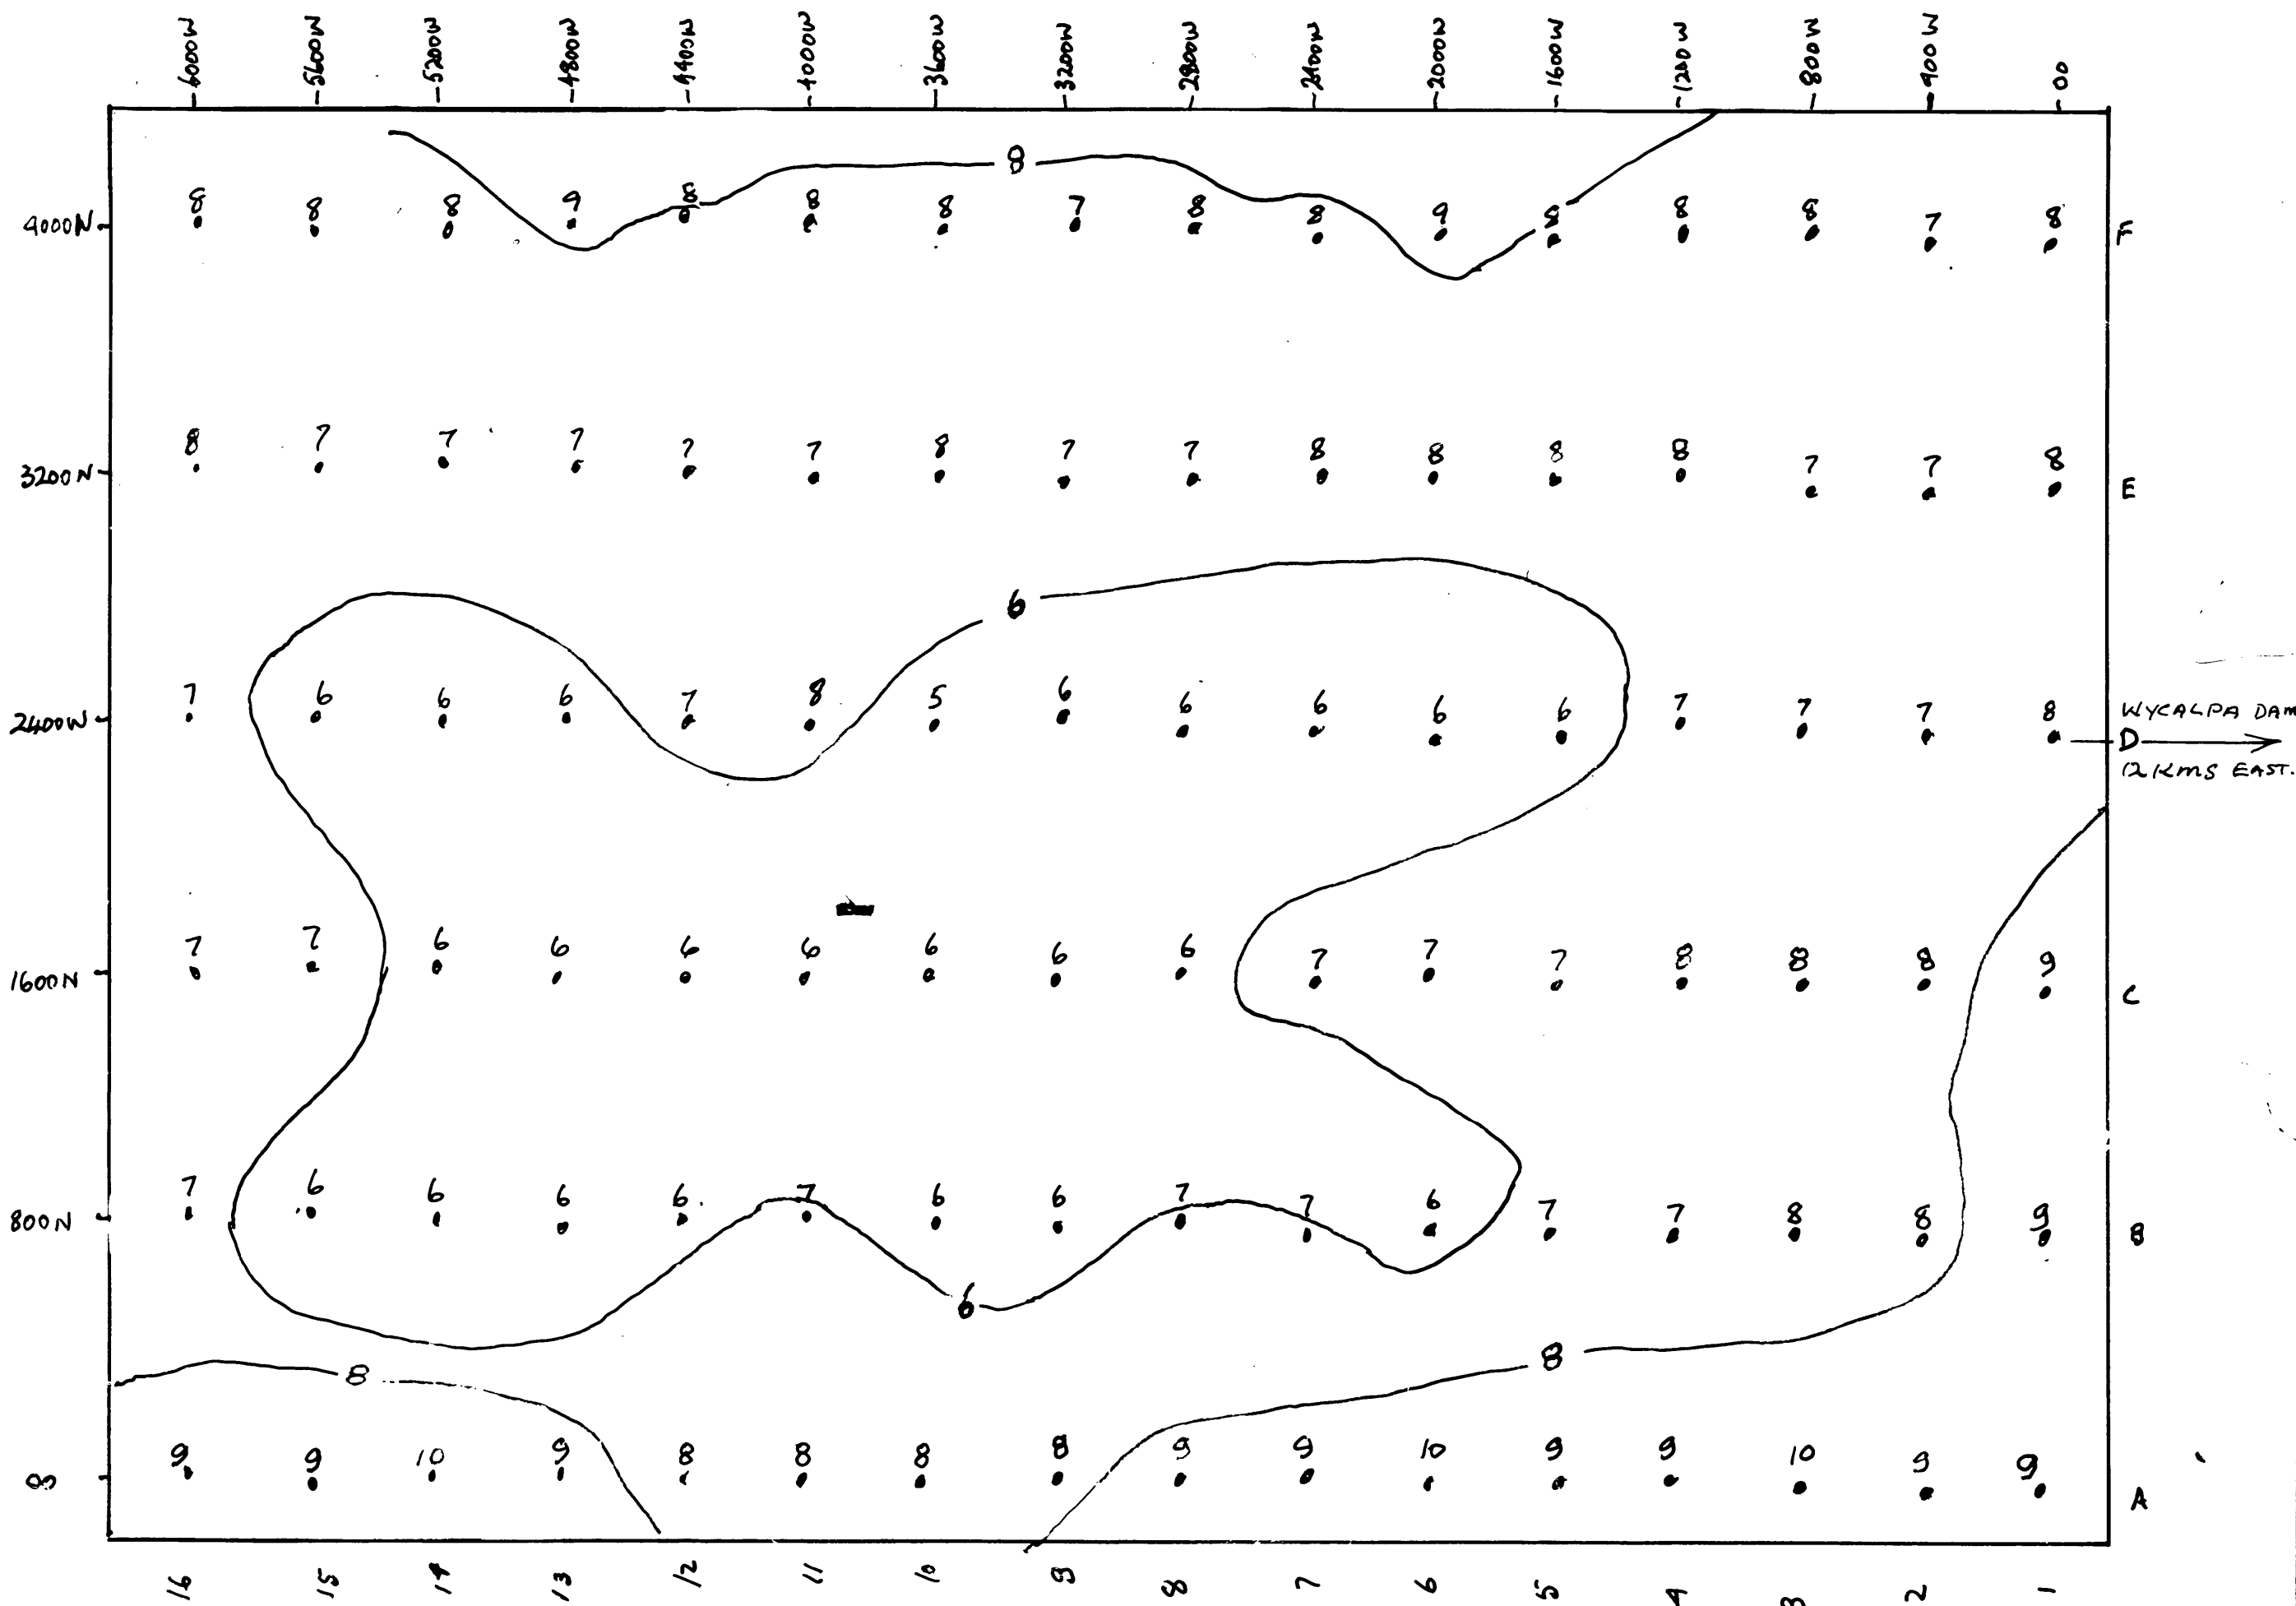 6000W 5600W 5200W 4800W 4400W 4000W 3600W 3200W 2800W 2400W 2000W 1600W 1200W 800W 400W 00
8
4000N 8 8 8 9 8 8 8 7 8 8 9 8 8 8 7 8 F
3200N 8 7 7 7 7 7 8 7 7 8 8 8 8 7 7 8 E
6
2400N 7 6 6 6 7 8 5 6 6 6 6 6 7 7 7 8 WYCALPA DAM
D
12 Kms EAST.
1600N 7 7 6 6 6 6 6 6 6 7 7 7 8 8 8 9 C
800N 7 6 6 6 6 7 6 6 7 7 6 7 7 8 8 9 B
6
8 8
00 9 9 10 9 8 8 8 8 9 9 10 9 9 10 9 9 A
16 15 14 13 12 11 10 9 8 7 6 5 4 3 2 1